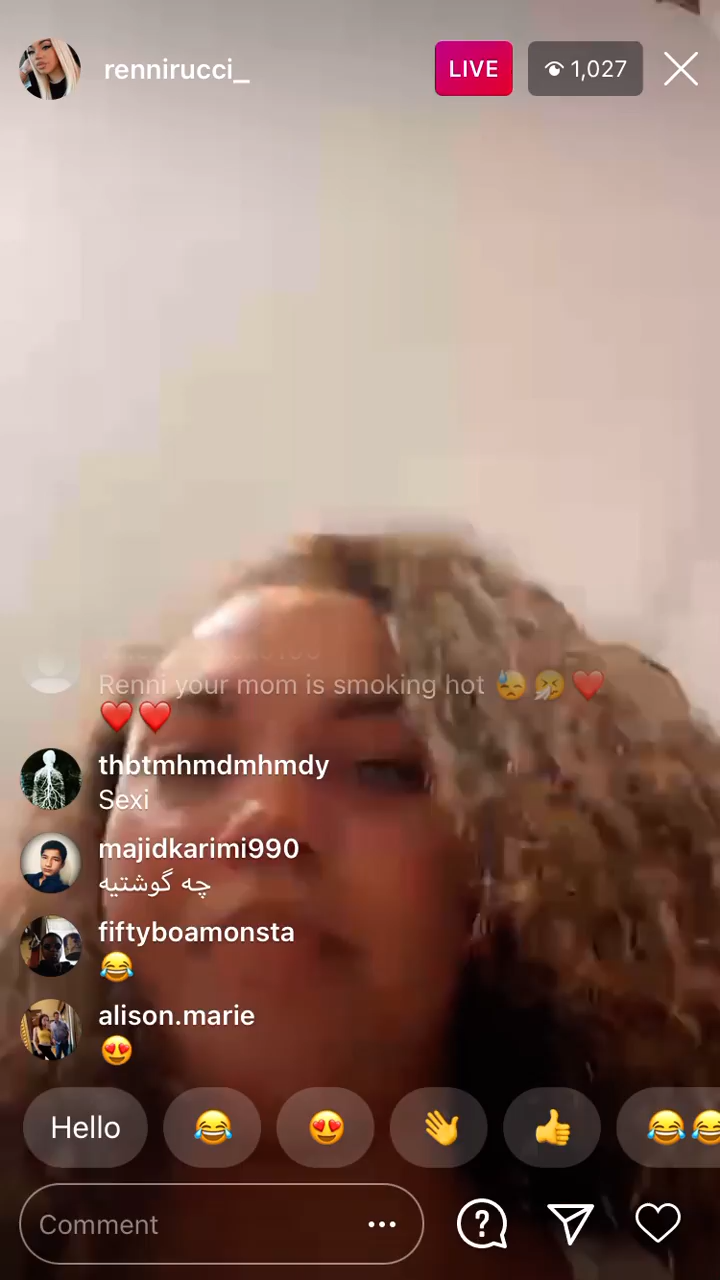 rennirucci_
LIVE
1,027
Renni your mom is smoking hot 😓🤧❤️
❤️❤️
thbtmhmdmhmdy
Sexi
majidkarimi990
چه گوشتیه
fiftyboamonsta
😂
alison.marie
😍
Hello 😂 😍 👋 👍 😂😂
Comment